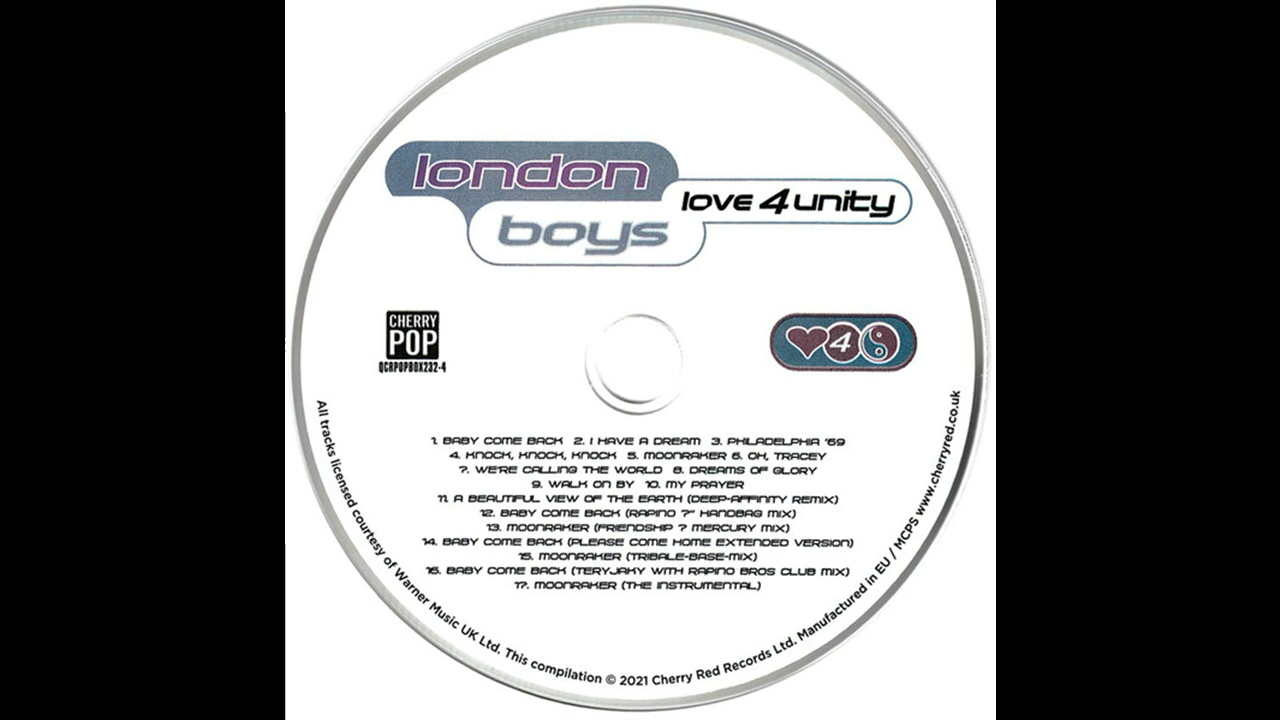 london
boys
love 4 unity
CHERRY
POP
QCRPOPBOX232-4
4
1. BABY COME BACK 2. I HAVE A DREAM 3. PHILADELPHIA '69
4. KNOCK, KNOCK, KNOCK 5. MOONRAKER 6. OH, TRACEY
7. WE'RE CALLING THE WORLD 8. DREAMS OF GLORY
9. WALK ON BY 10. MY PRAYER
11. A BEAUTIFUL VIEW OF THE EARTH (DEEP-AFFINITY REMIX)
12. BABY COME BACK (RAPINO 7" HANDBAG MIX)
13. MOONRAKER (FRIENDSHIP 7 MERCURY MIX)
14. BABY COME BACK (PLEASE COME HOME EXTENDED VERSION)
15. MOONRAKER (TRIBALE-BASE-MIX)
16. BABY COME BACK (TERYJAKY WITH RAPINO BROS CLUB MIX)
17. MOONRAKER (THE INSTRUMENTAL)
All tracks licensed courtesy of Warner Music UK Ltd. This compilation © 2021 Cherry Red Records Ltd. Manufactured in EU / MCPS www.cherryred.co.uk